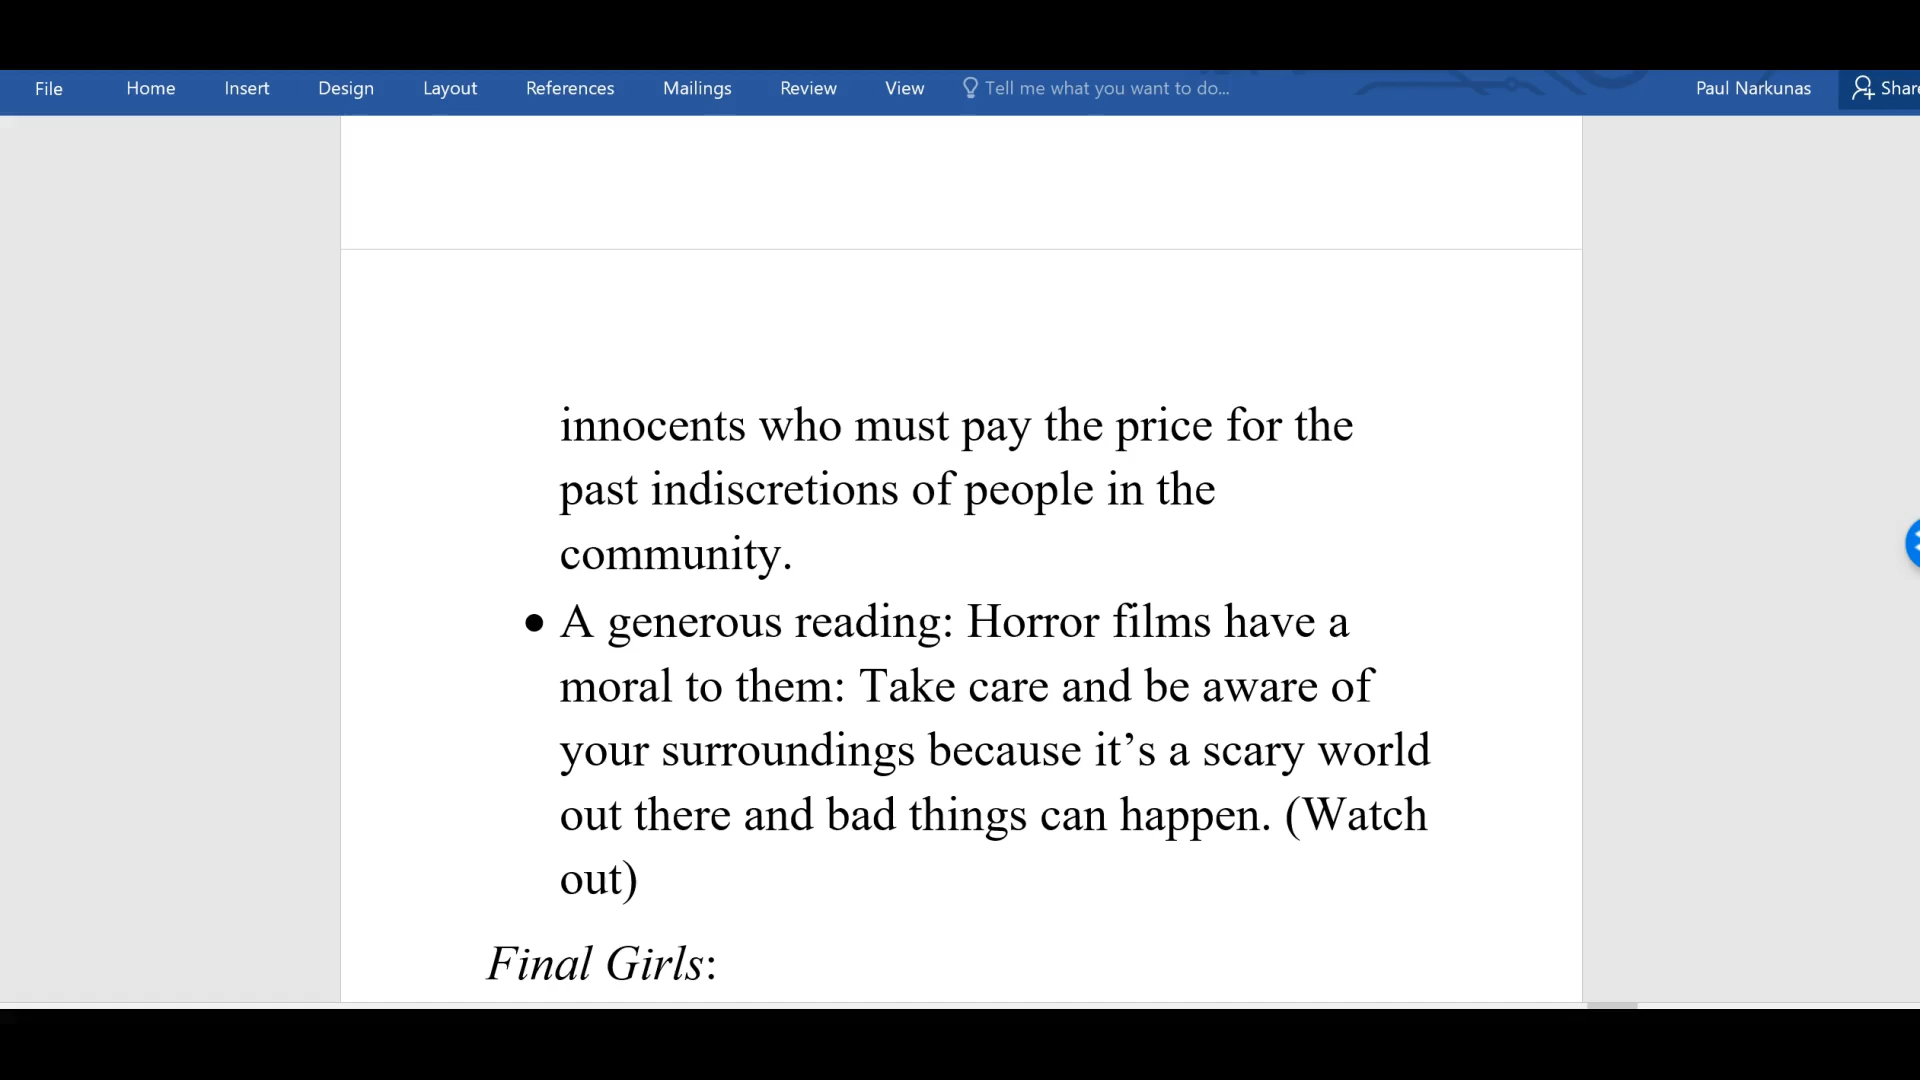 File Home Insert Design Layout References Mailings Review View Tell me what you want to do... Paul Narkunas Share
innocents who must pay the price for the
past indiscretions of people in the
community.
• A generous reading: Horror films have a
moral to them: Take care and be aware of
your surroundings because it’s a scary world
out there and bad things can happen. (Watch
out)
Final Girls: